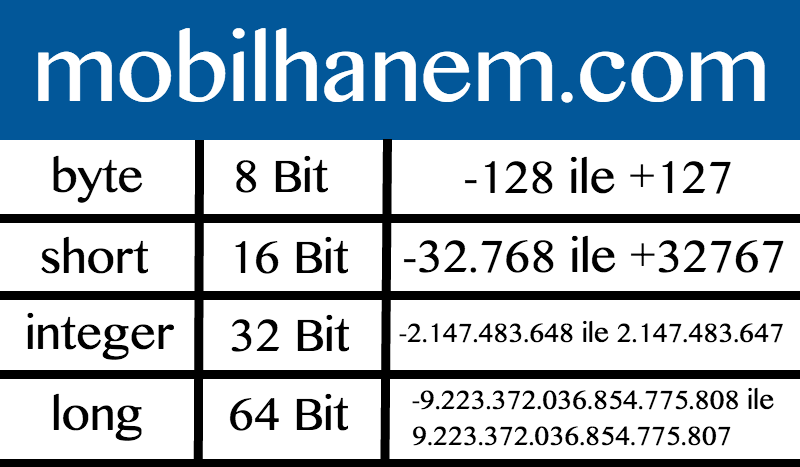 mobilhanem.com
byte 8 Bit -128 ile +127
short 16 Bit -32.768 ile +32767
integer 32 Bit -2.147.483.648 ile 2.147.483.647
long 64 Bit -9.223.372.036.854.775.808 ile
9.223.372.036.854.775.807